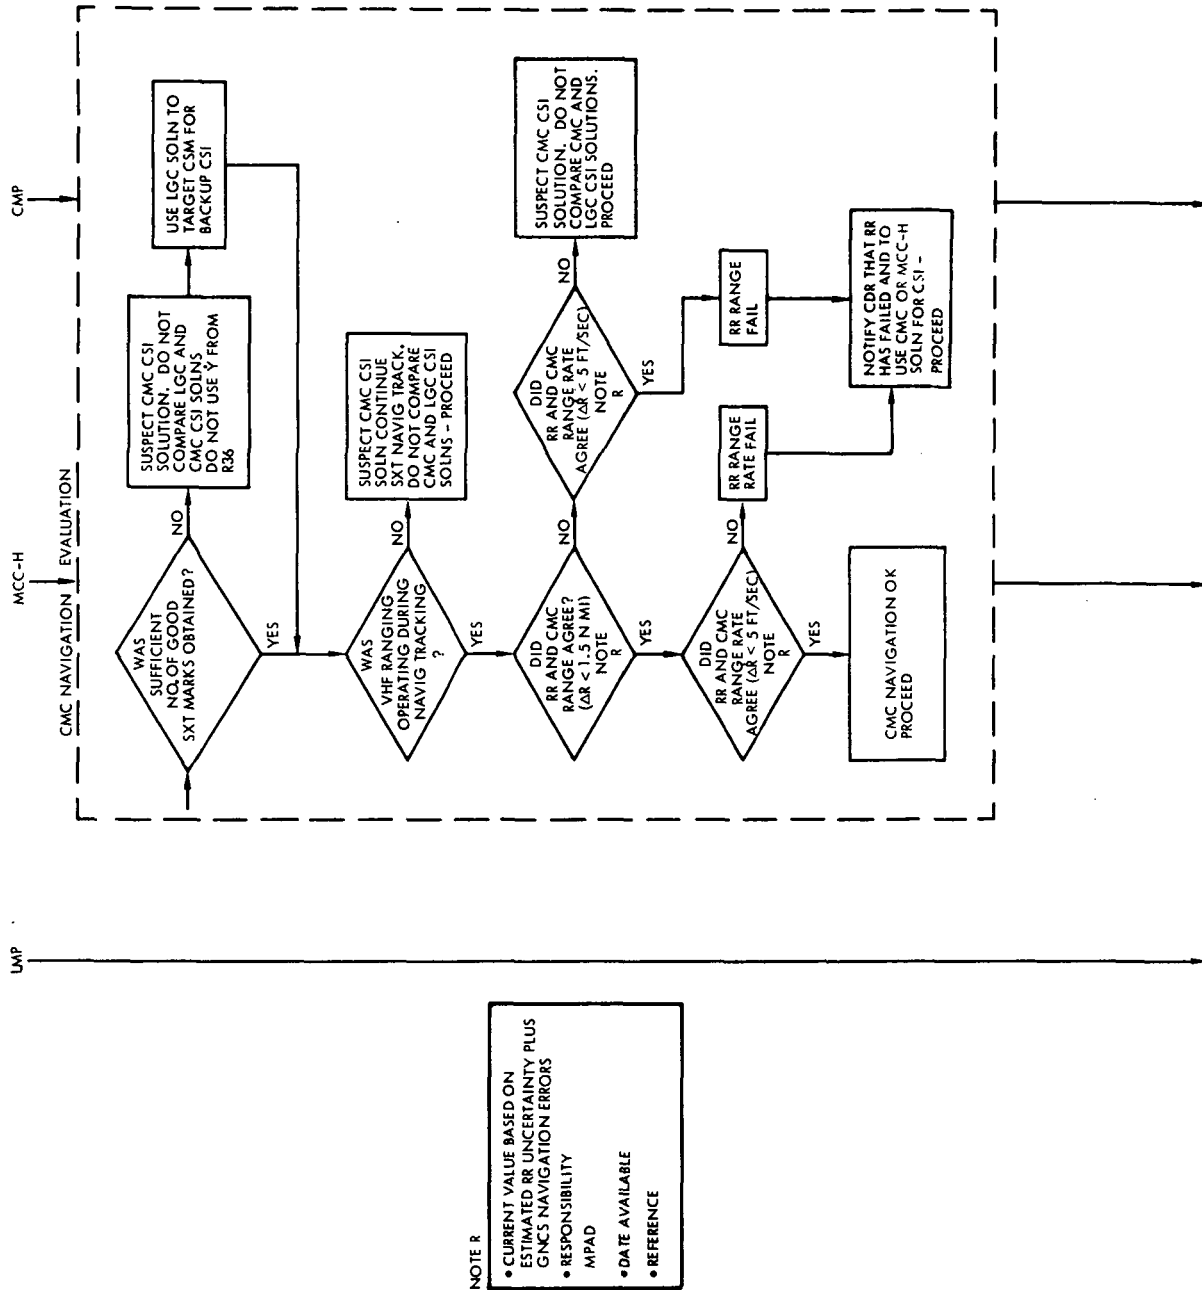 LMP
MCC-H
CMP
CMC NAVIGATION EVALUATION
WAS
SUFFICIENT
NO. OF GOOD
SXT MARKS OBTAINED?
NO
SUSPECT CMC CSI
SOLUTION. DO NOT
COMPARE LGC AND
CMC CSI SOLNS
DO NOT USE Ẏ FROM
R36
USE LGC SOLN TO
TARGET CSM FOR
BACKUP CSI
YES
WAS
VHF RANGING
OPERATING DURING
NAVIG TRACKING
?
NO
SUSPECT CMC CSI
SOLN CONTINUE
SXT NAVIG TRACK.
DO NOT COMPARE
CMC AND LGC CSI
SOLNS - PROCEED
YES
DID
RR AND CMC
RANGE AGREE?
(ΔR < 1.5 N MI)
NOTE
R
NO
DID
RR AND CMC
RANGE RATE
AGREE (ΔR < 5 FT/SEC)
NOTE
R
NO
SUSPECT CMC CSI
SOLUTION. DO NOT
COMPARE CMC AND
LGC CSI SOLUTIONS.
PROCEED
YES
YES
DID
RR AND CMC
RANGE RATE
AGREE (ΔR < 5 FT/SEC)
NOTE
R
NO
RR RANGE
RATE FAIL
RR RANGE
FAIL
YES
CMC NAVIGATION OK
PROCEED
NOTIFY CDR THAT RR
HAS FAILED AND TO
USE CMC OR MCC-H
SOLN FOR CSI -
PROCEED
NOTE R
• CURRENT VALUE BASED ON
ESTIMATED RR UNCERTAINTY PLUS
GNCS NAVIGATION ERRORS
• RESPONSIBILITY
MPAD
• DATE AVAILABLE
• REFERENCE